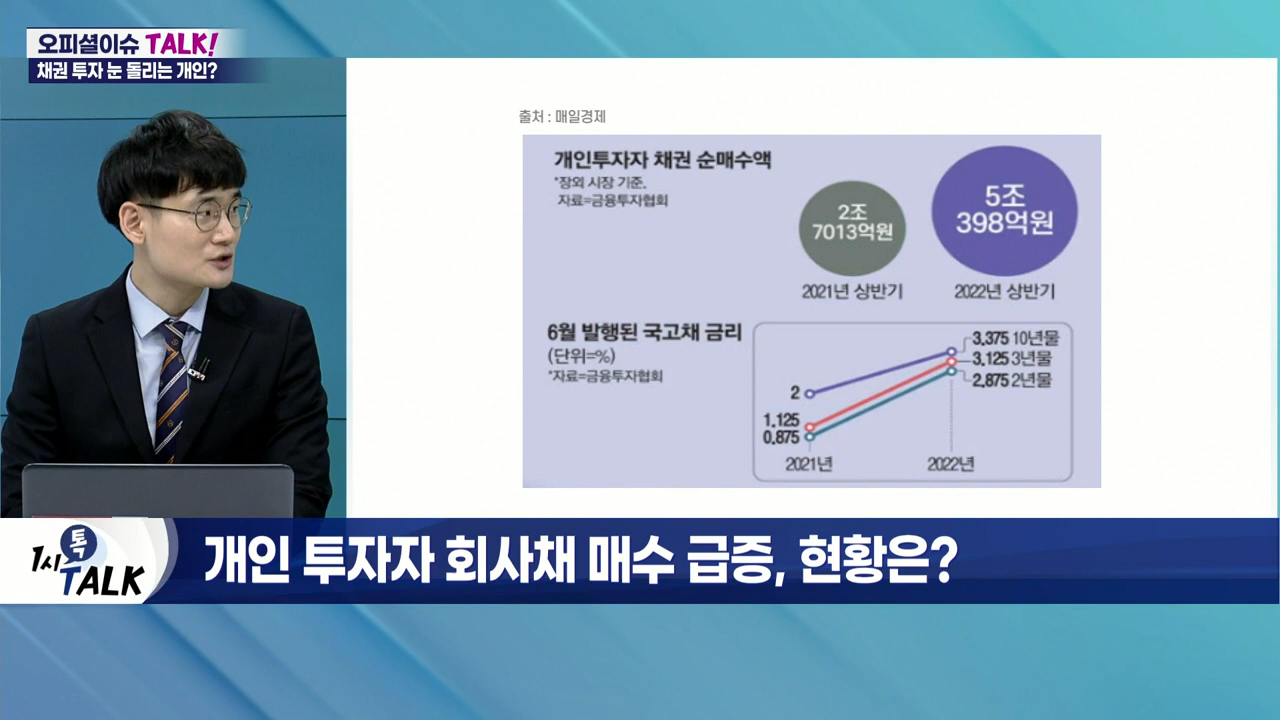 오피셜이슈 TALK!
채권 투자 눈 돌리는 개인?
출처 : 매일경제
개인투자자 채권 순매수액
*장외 시장 기준,
자료=금융투자협회
2조
7013억원
5조
398억원
2021년 상반기
2022년 상반기
6월 발행된 국고채 금리
(단위=%)
*자료=금융투자협회
3.375 10년물
3.125 3년물
2.875 2년물
2
1.125
0.875
2021년
2022년
1시 톡
TALK
개인 투자자 회사채 매수 급증, 현황은?